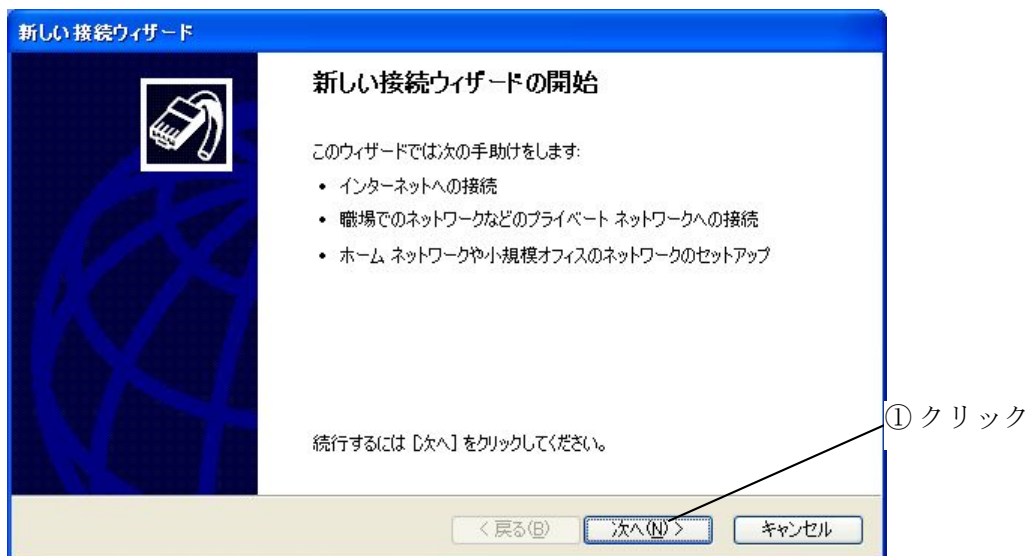 新しい接続ウィザード
新しい接続ウィザードの開始
このウィザードでは次の手助けをします:
• インターネットへの接続
• 職場でのネットワークなどのプライベート ネットワークへの接続
• ホーム ネットワークや小規模オフィスのネットワークのセットアップ
続行するには [次へ] をクリックしてください。
①クリック
< 戻る(B) 次へ(N) > キャンセル